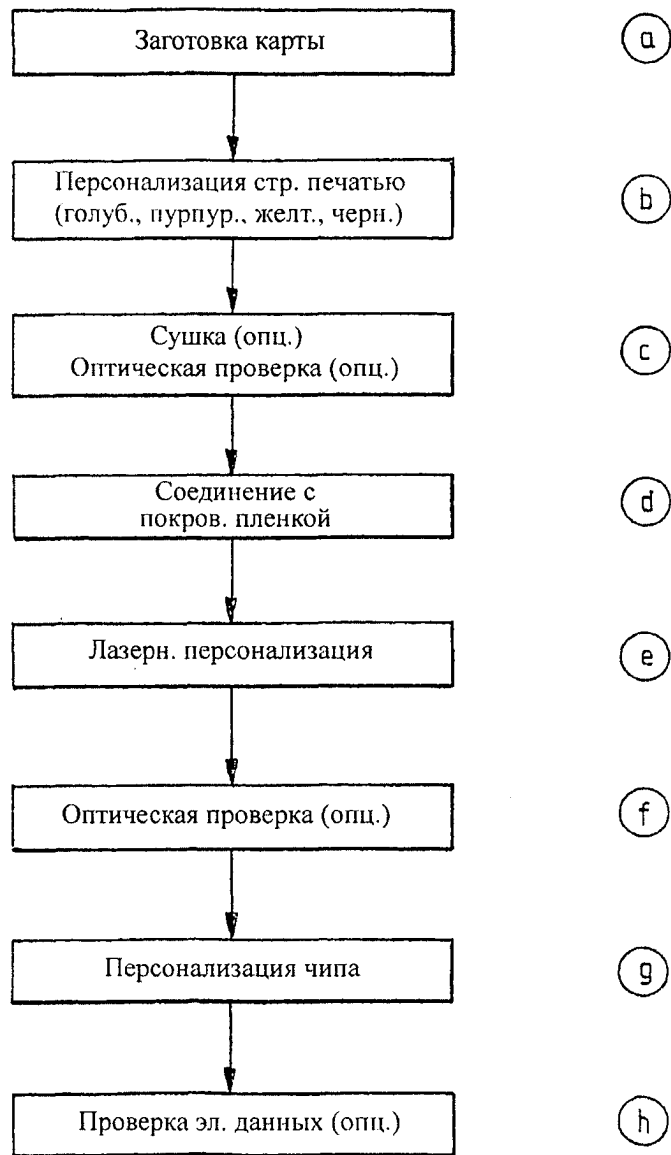 Заготовка карты
a
Персонализация стр. печатью
(голуб., пурпур., желт., черн.)
b
Сушка (опц.)
Оптическая проверка (опц.)
c
Соединение с
покров. пленкой
d
Лазерн. персонализация
e
Оптическая проверка (опц.)
f
Персонализация чипа
g
Проверка эл. данных (опц.)
h